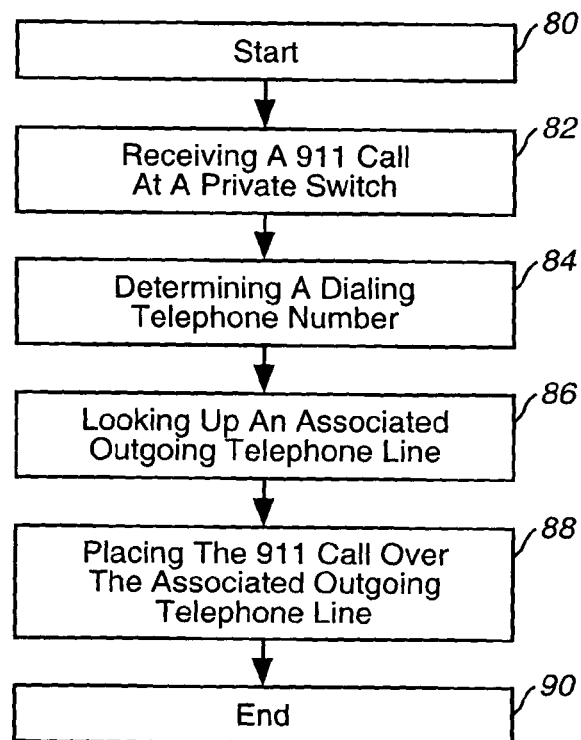 80
Start
82
Receiving A 911 Call
At A Private Switch
84
Determining A Dialing
Telephone Number
86
Looking Up An Associated
Outgoing Telephone Line
88
Placing The 911 Call Over
The Associated Outgoing
Telephone Line
90
End